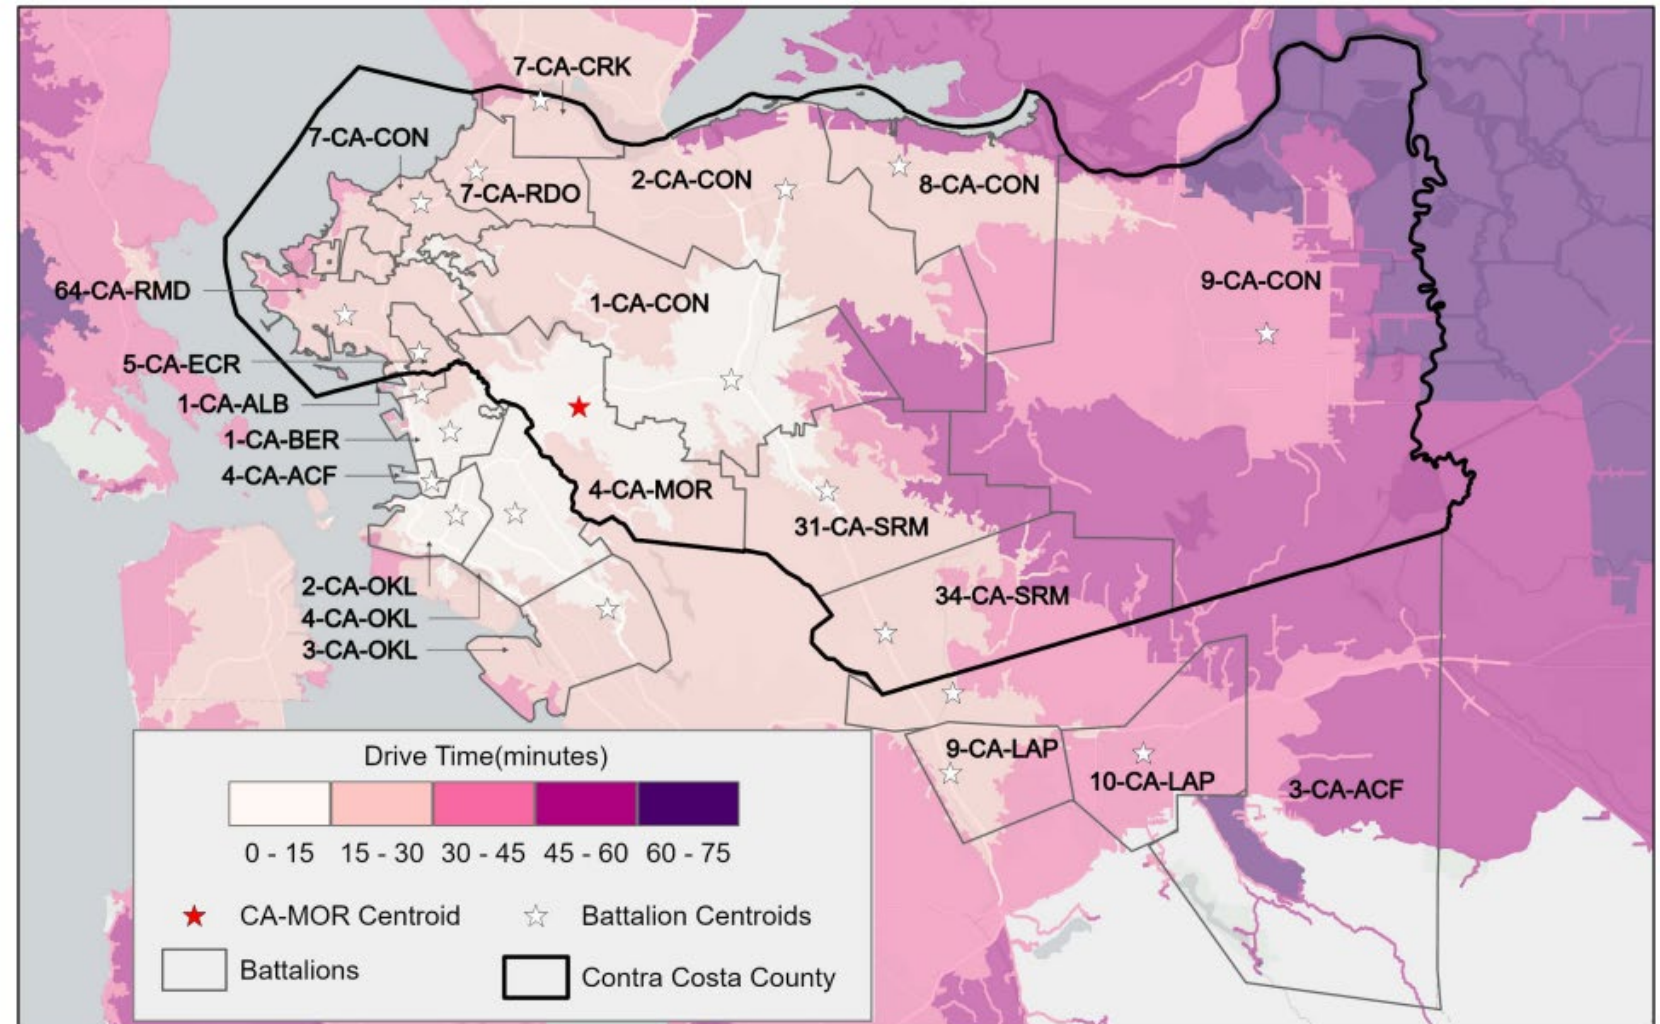 7-CA-CRK
7-CA-CON
7-CA-RDO
2-CA-CON
8-CA-CON
64-CA-RMD
1-CA-CON
9-CA-CON
5-CA-ECR
1-CA-ALB
1-CA-BER
4-CA-ACF
4-CA-MOR
31-CA-SRM
2-CA-OKL
34-CA-SRM
4-CA-OKL
3-CA-OKL
9-CA-LAP
10-CA-LAP
3-CA-ACF
Drive Time(minutes)
0 - 15 15 - 30 30 - 45 45 - 60 60 - 75
CA-MOR Centroid
Battalion Centroids
Battalions
Contra Costa County